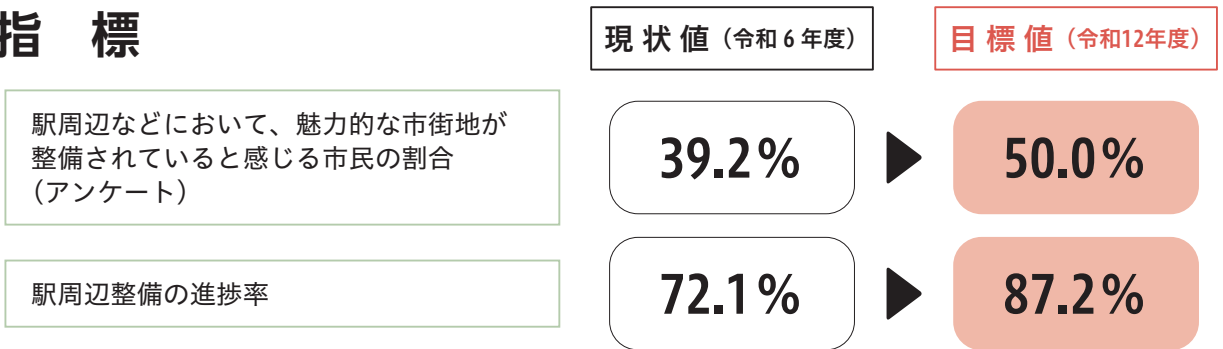 指 標
現状値（令和6年度）
目標値（令和12年度）
駅周辺などにおいて、魅力的な市街地が
整備されていると感じる市民の割合
（アンケート）
39.2%
50.0%
駅周辺整備の進捗率
72.1%
87.2%